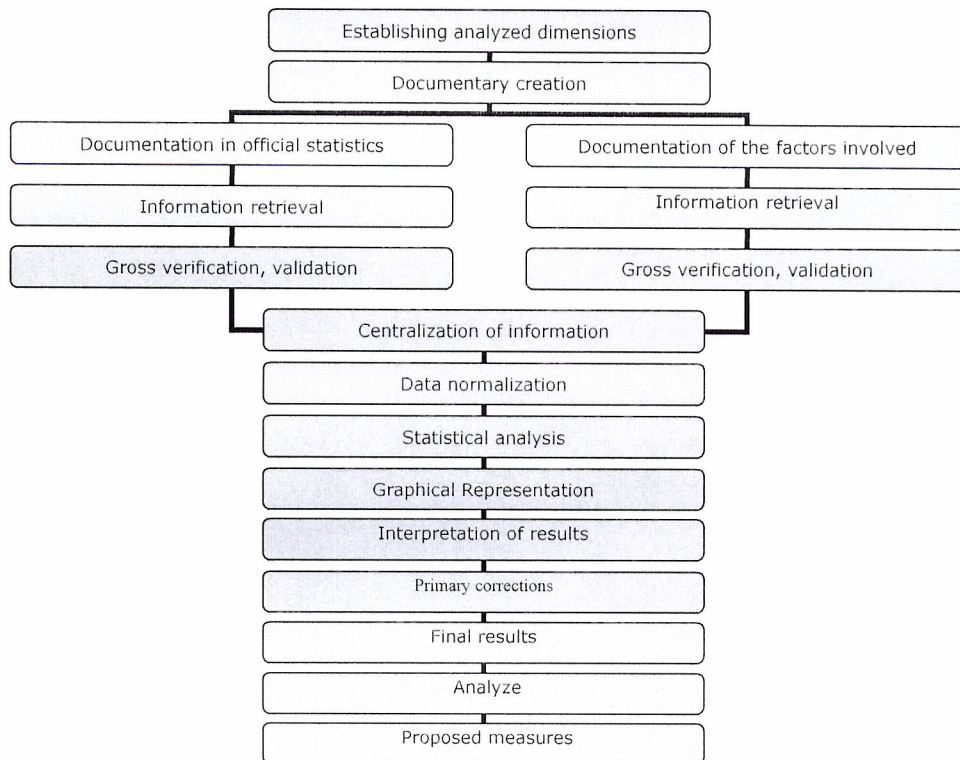 Establishing analyzed dimensions
Documentary creation
Documentation in official statistics
Documentation of the factors involved
Information retrieval
Information retrieval
Gross verification, validation
Gross verification, validation
Centralization of information
Data normalization
Statistical analysis
Graphical Representation
Interpretation of results
Primary corrections
Final results
Analyze
Proposed measures